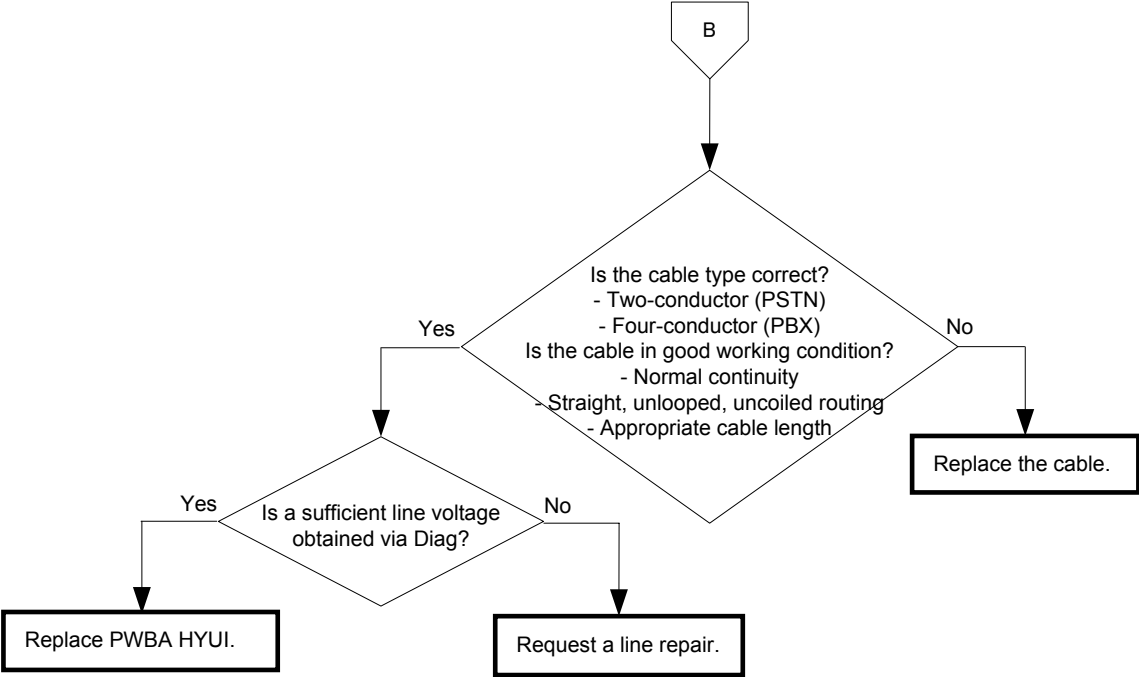 B
Is the cable type correct?
- Two-conductor (PSTN)
- Four-conductor (PBX)
Is the cable in good working condition?
- Normal continuity
- Straight, unlooped, uncoiled routing
- Appropriate cable length
Yes
No
Replace the cable.
Is a sufficient line voltage
obtained via Diag?
Yes
No
Replace PWBA HYUI.
Request a line repair.